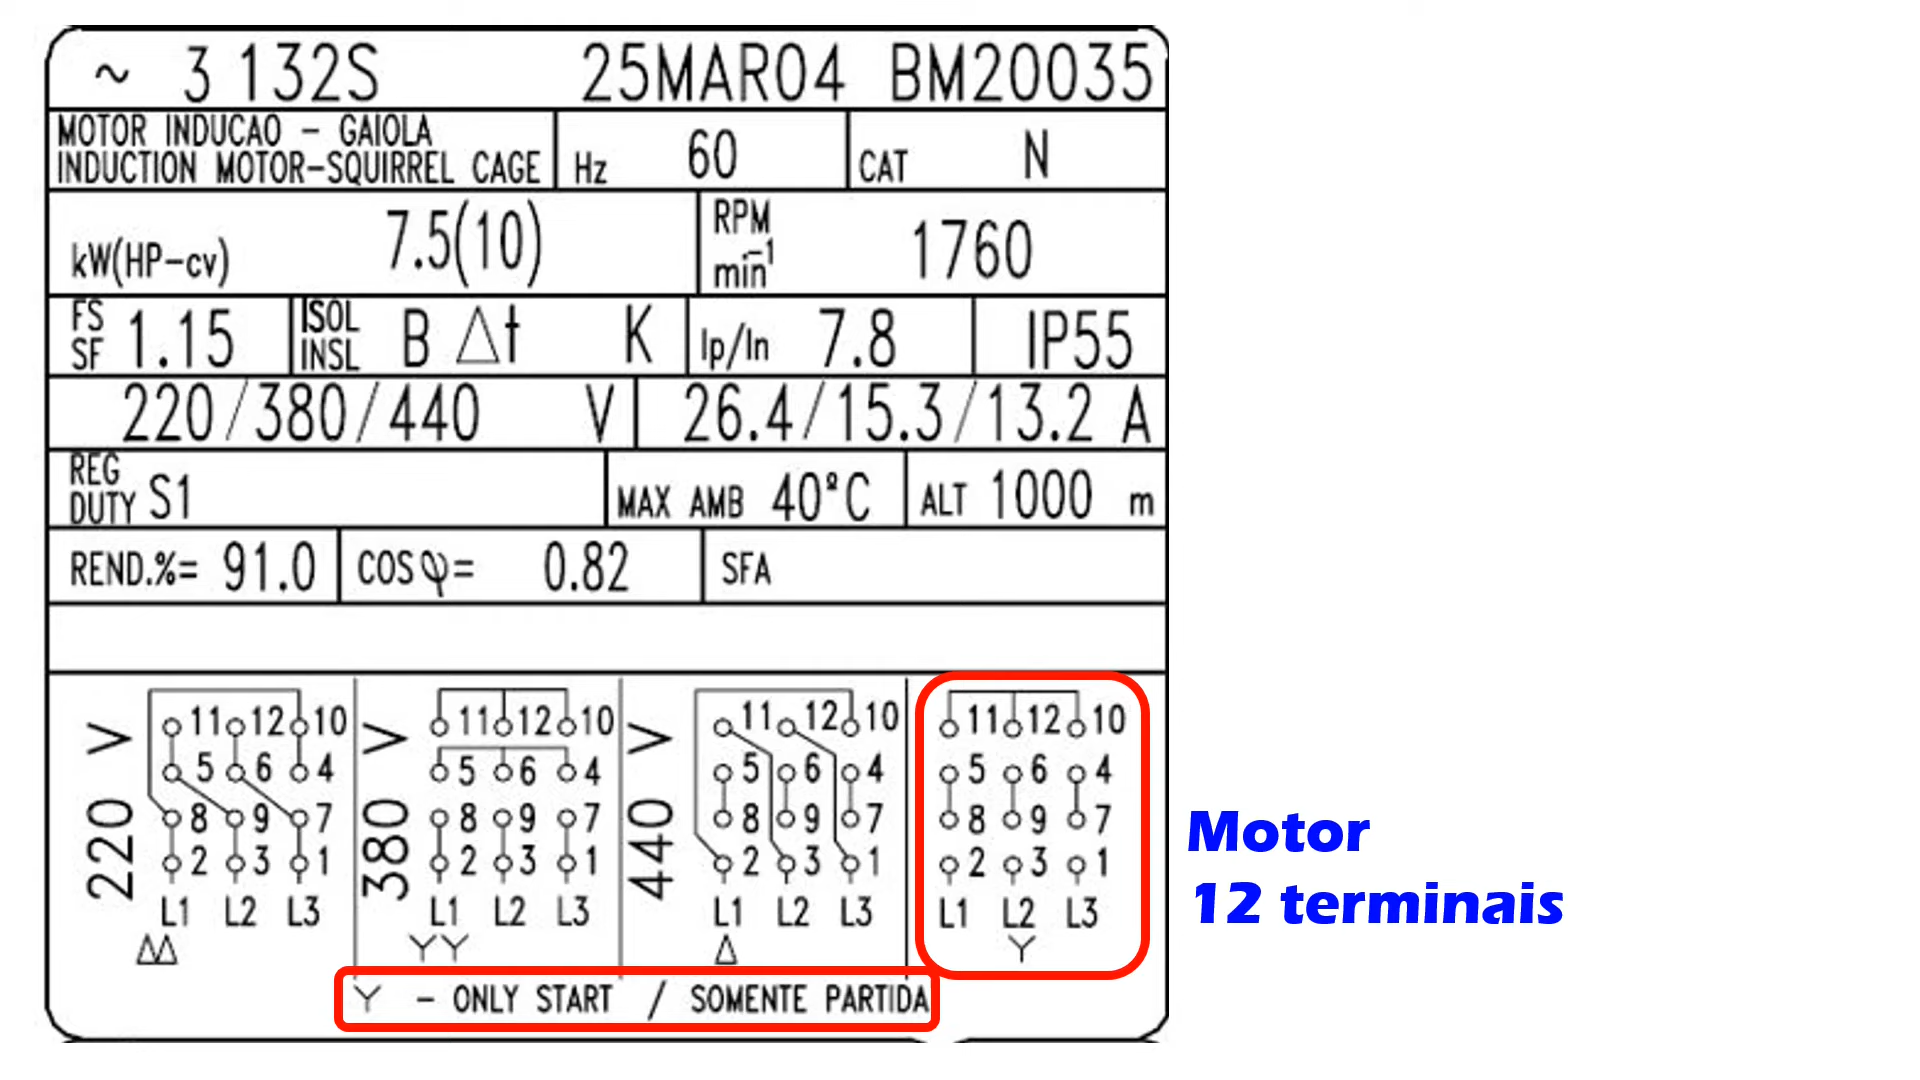 ~ 3 132S 25MAR04 BM20035
MOTOR INDUCAO - GAIOLA
INDUCTION MOTOR-SQUIRREL CAGE
Hz 60
CAT N
kW(HP-cv) 7.5(10)
RPM
min⁻¹
1760
FS
SF
1.15
ISOL
INSL
B Δt K
Ip/In 7.8
IP55
220/380/440 V
26.4/15.3/13.2 A
REG
DUTY
S1
MAX AMB 40°C
ALT 1000 m
REND.%= 91.0
COSφ= 0.82
SFA
220 V
11 12 10
5 6 4
8 9 7
2 3 1
L1 L2 L3
ΔΔ
380 V
11 12 10
5 6 4
8 9 7
2 3 1
L1 L2 L3
YY
440 V
11 12 10
5 6 4
8 9 7
2 3 1
L1 L2 L3
Δ
11 12 10
5 6 4
8 9 7
2 3 1
L1 L2 L3
Y
Y - ONLY START / SOMENTE PARTIDA
Motor
12 terminais